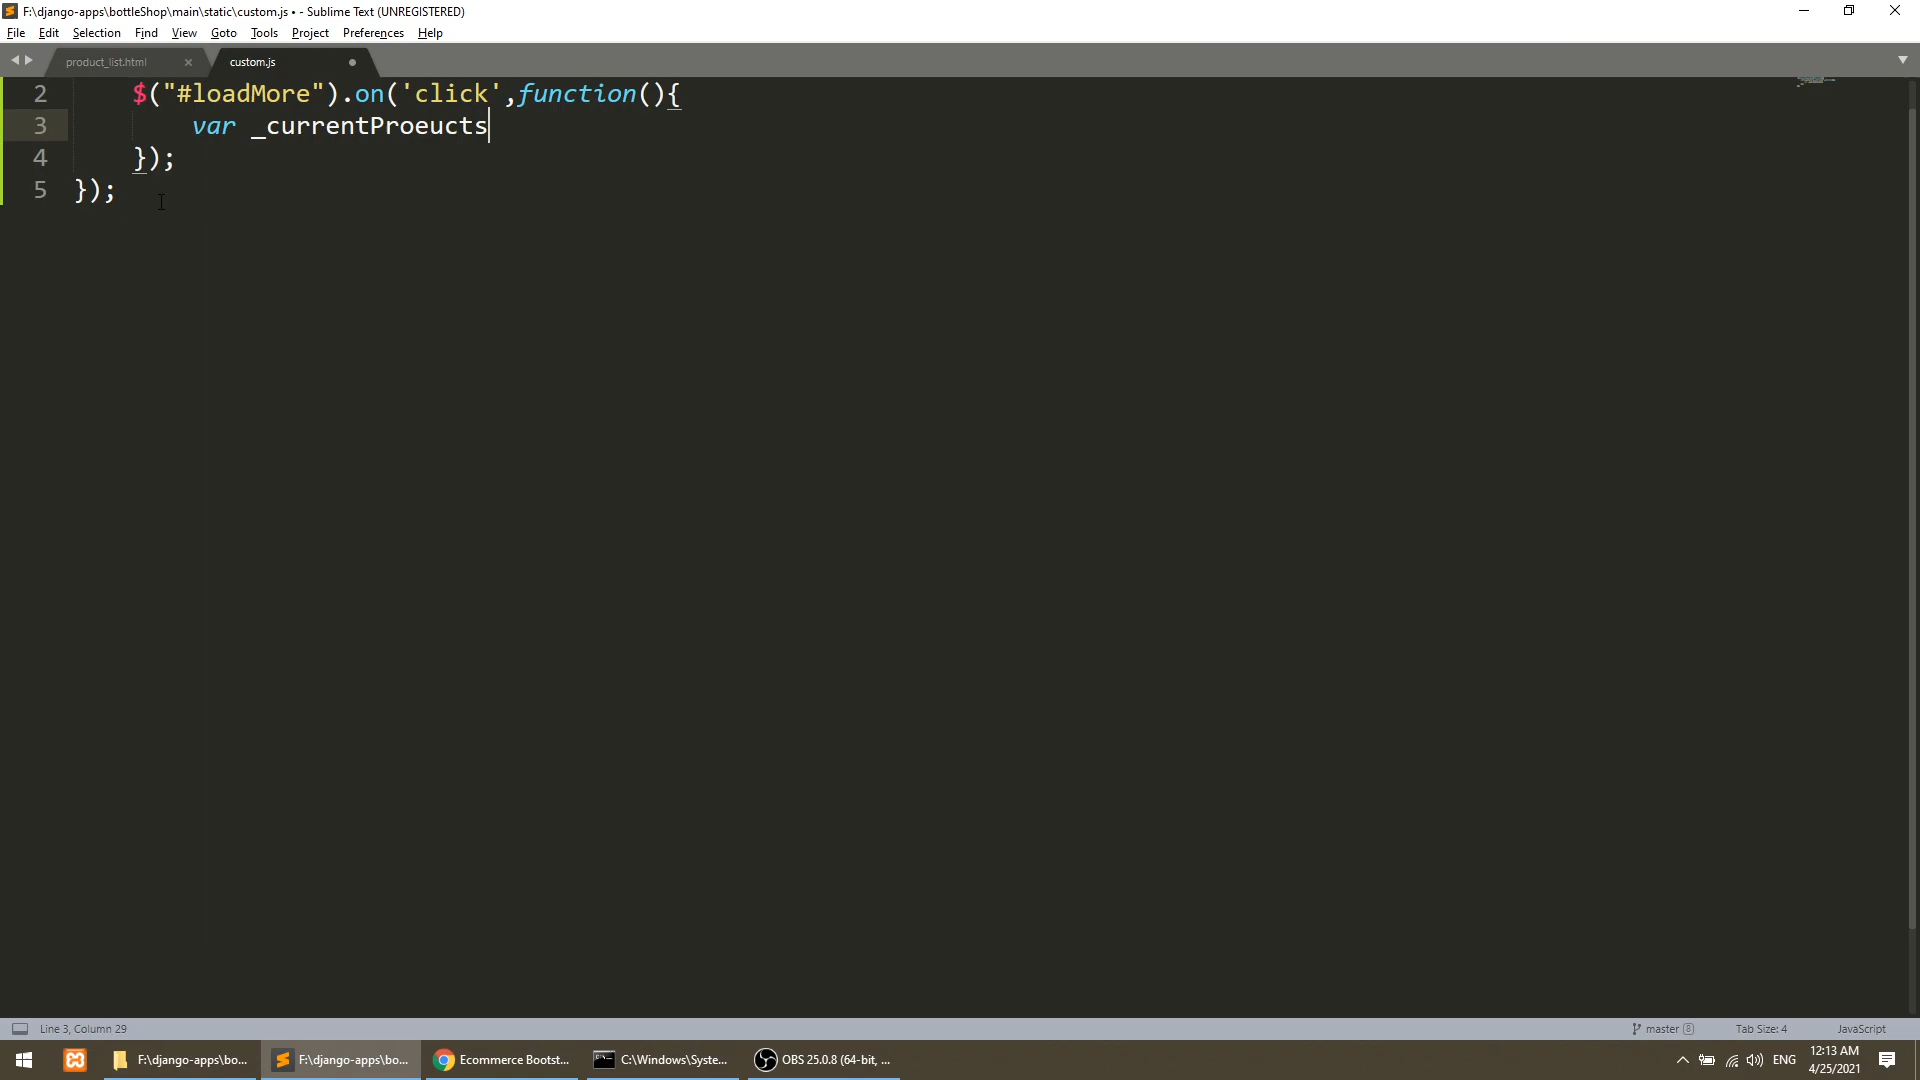 F:\django-apps\bottleShop\main\static\custom.js • - Sublime Text (UNREGISTERED)
File Edit Selection Find View Goto Tools Project Preferences Help
product_list.html custom.js
2 $("#loadMore").on('click',function(){
3 var _currentProeucts
4 });
5 });
Line 3, Column 29 master 8 Tab Size: 4 JavaScript
F:\django-apps\bo... F:\django-apps\bo... Ecommerce Bootst... C:\Windows\Syste... OBS 25.0.8 (64-bit, ... ENG 12:13 AM
4/25/2021